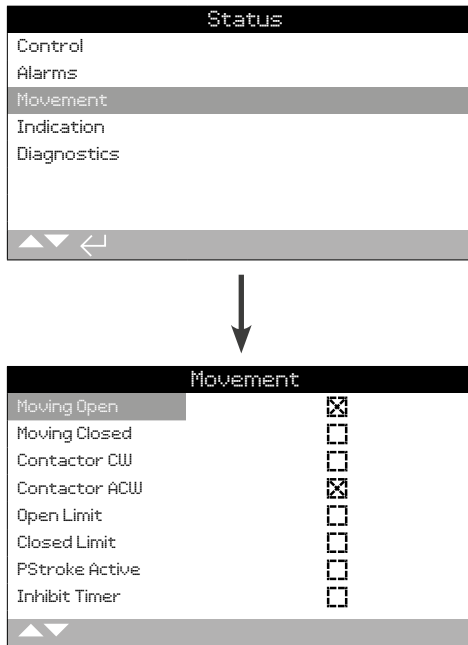 Status
Control
Alarms
Movement
Indication
Diagnostics
Movement
Moving Open
Moving Closed
Contactor CW
Contactor ACW
Open Limit
Closed Limit
PStroke Active
Inhibit Timer